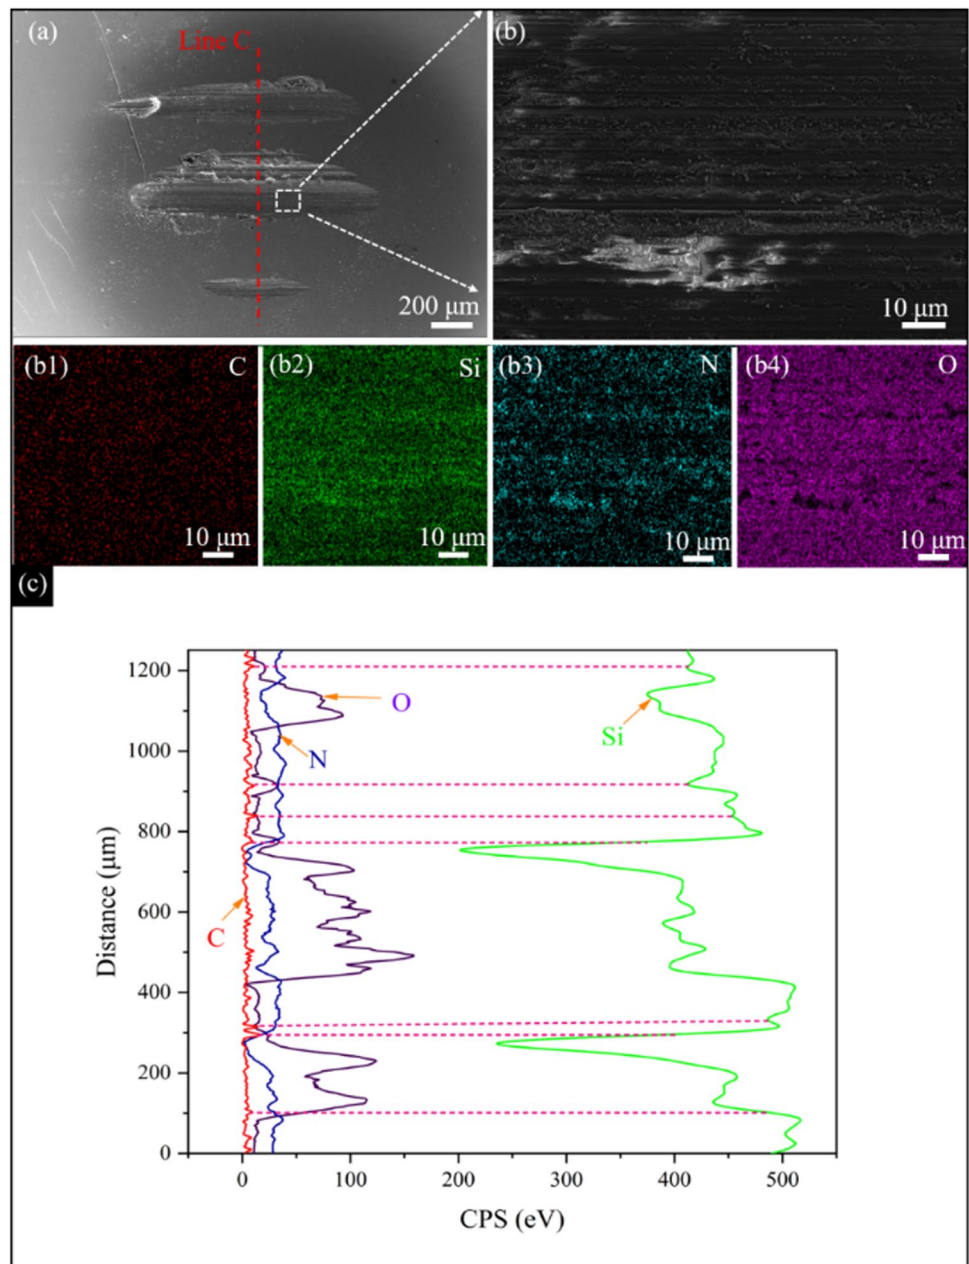 (a)
Line C
200 μm
(b)
10 μm
(b1) C
10 μm
(b2) Si
10 μm
(b3) N
10 μm
(b4) O
10 μm
(c)
1200
1000
800
600
400
200
0
Distance (μm)
O
N
Si
C
0 100 200 300 400 500
CPS (eV)